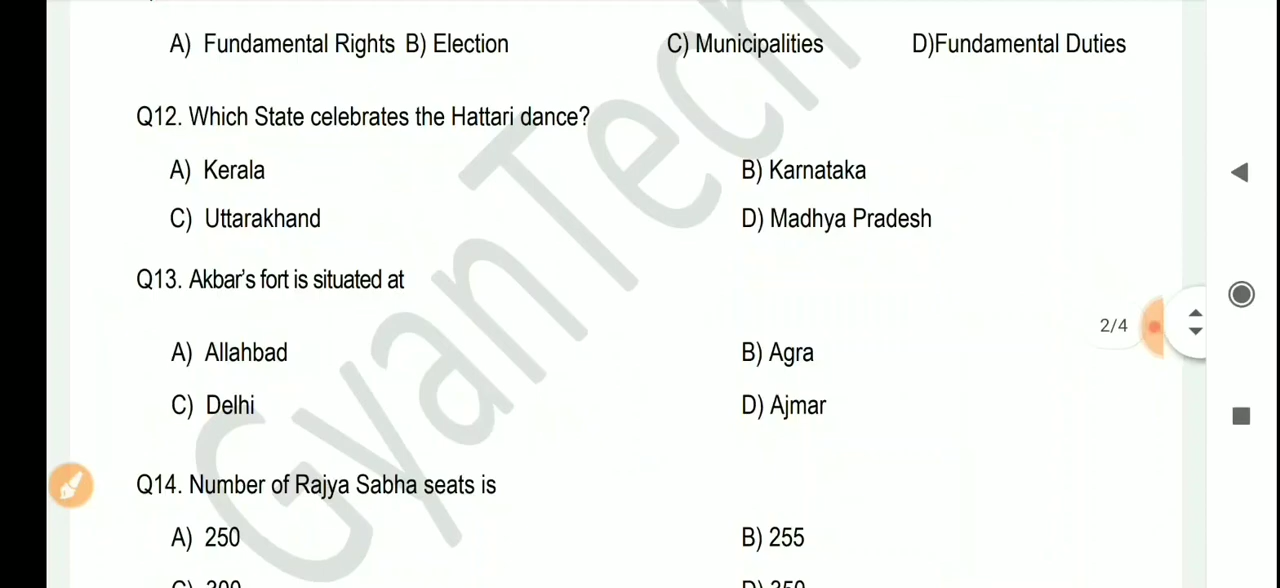 A) Fundamental Rights B) Election C) Municipalities D)Fundamental Duties
Q12. Which State celebrates the Hattari dance?
A) Kerala B) Karnataka
C) Uttarakhand D) Madhya Pradesh
Q13. Akbar's fort is situated at
2/4
A) Allahbad B) Agra
C) Delhi D) Ajmar
Q14. Number of Rajya Sabha seats is
A) 250 B) 255
C) 300 D) 350
GyanTech